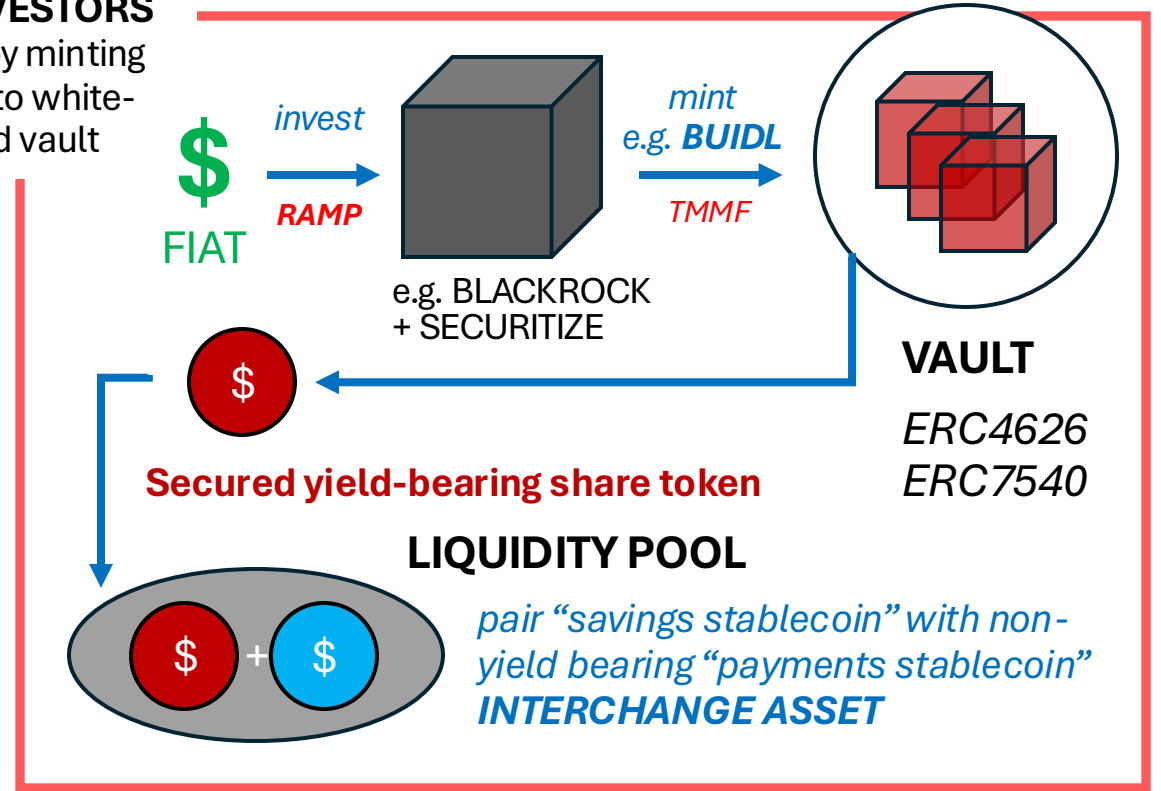 VESTORS
y minting
to white-
d vault
$
FIAT
invest
RAMP
mint
e.g. BUIDL
TMMF
e.g. BLACKROCK
+ SECURITIZE
VAULT
ERC4626
ERC7540
$
Secured yield-bearing share token
LIQUIDITY POOL
$ + $
pair “savings stablecoin” with non-
yield bearing “payments stablecoin”
INTERCHANGE ASSET